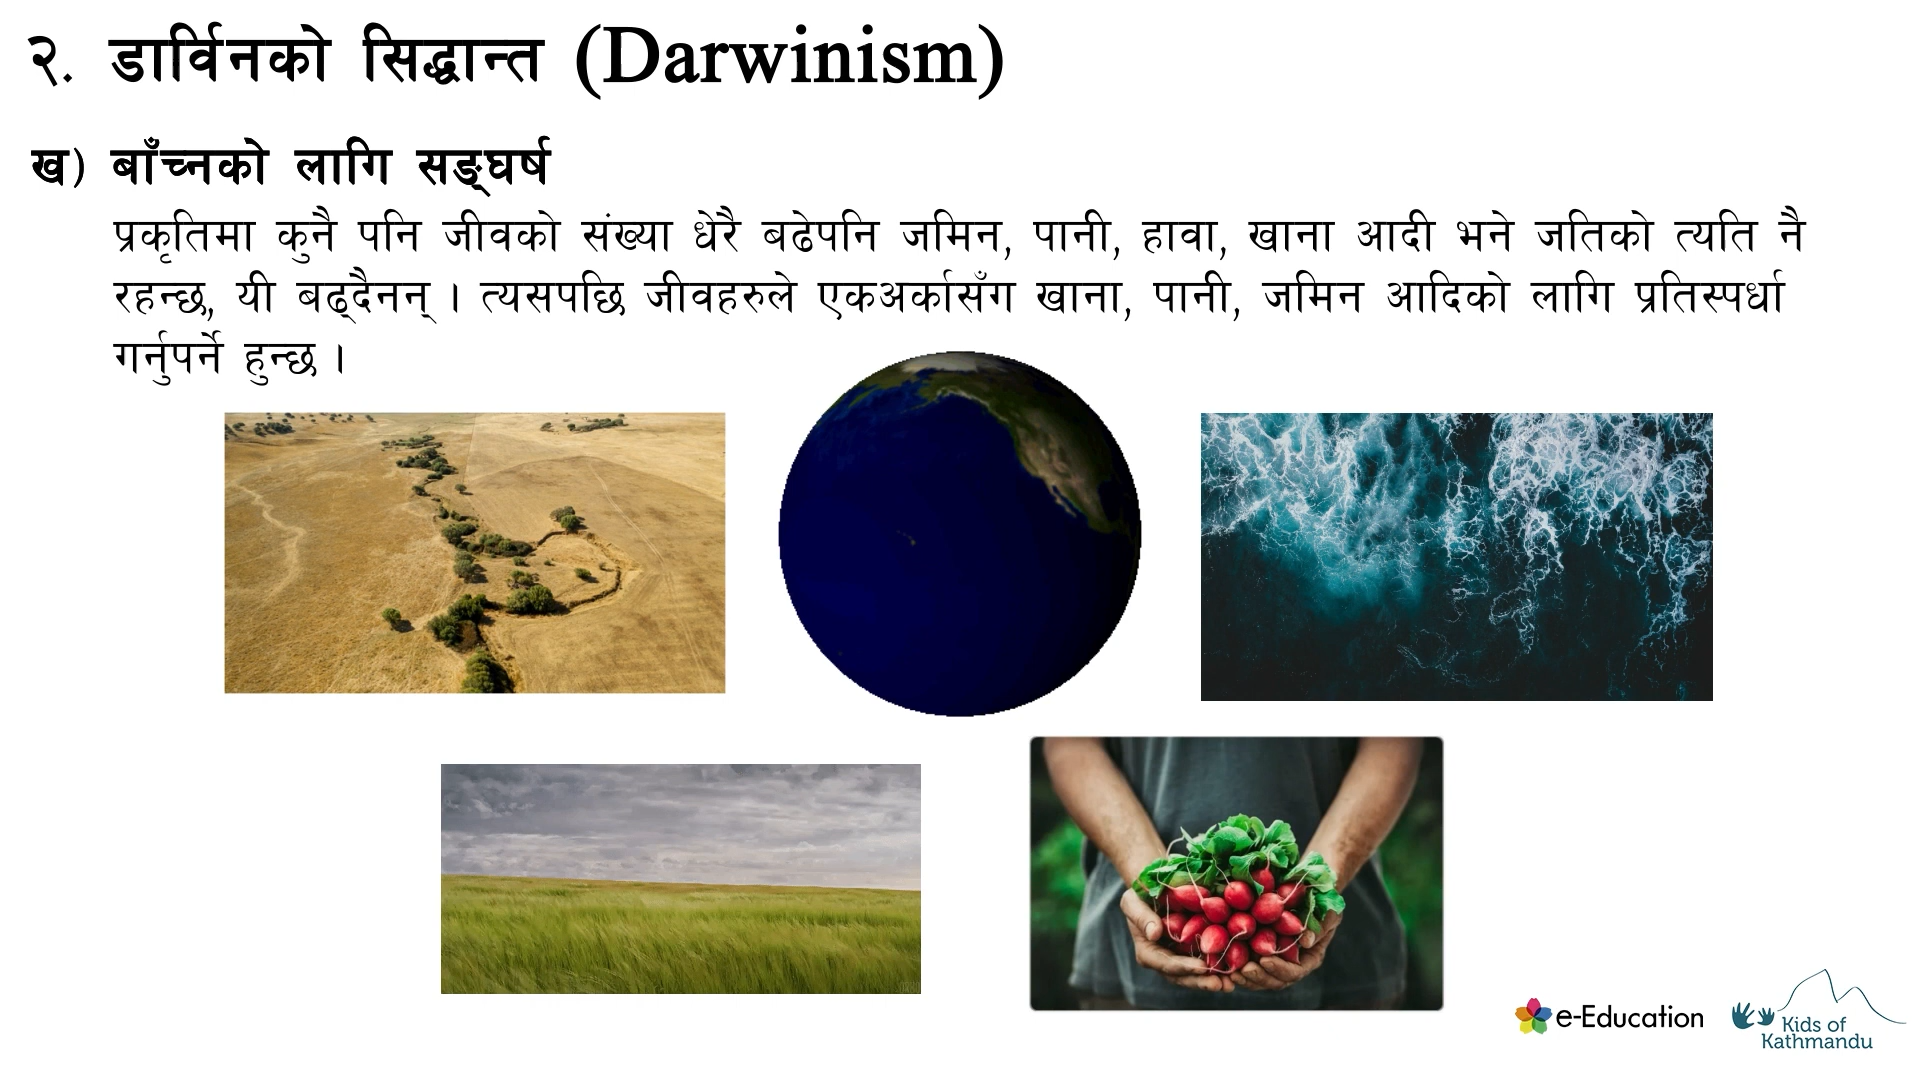 २. डार्विनको सिद्धान्त (Darwinism)
ख) बाँच्नको लागि सङ्घर्ष
प्रकृतिमा कुनै पनि जीवको संख्या धेरै बढेपनि जमिन, पानी, हावा, खाना आदी भने जतिको त्यति नै
रहन्छ, यी बढ्दैनन् । त्यसपछि जीवहरुले एकअर्कासँग खाना, पानी, जमिन आदिको लागि प्रतिस्पर्धा
गर्नुपर्ने हुन्छ ।
e-Education
Kids of
Kathmandu